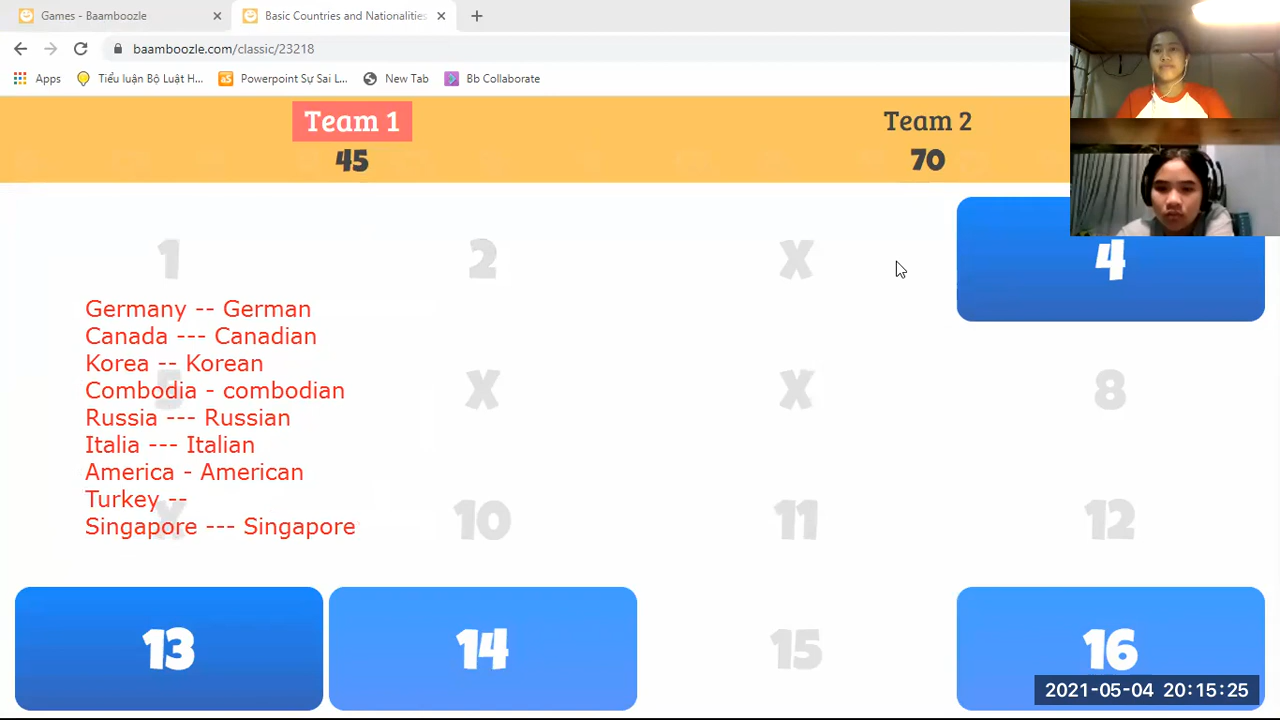 Games - Baamboozle
Basic Countries and Nationalities
baamboozle.com/classic/23218
Apps
Tiểu luận Bộ Luật H...
Powerpoint Sự Sai L...
New Tab
Bb Collaborate
Team 1
45
Team 2
70
1
2
X
4
Germany -- German
Canada --- Canadian
Korea -- Korean
Combodia - combodian
Russia --- Russian
Italia --- Italian
America - American
Turkey --
Singapore --- Singapore
X
X
8
X
10
11
12
13
14
15
16
2021-05-04 20:15:25